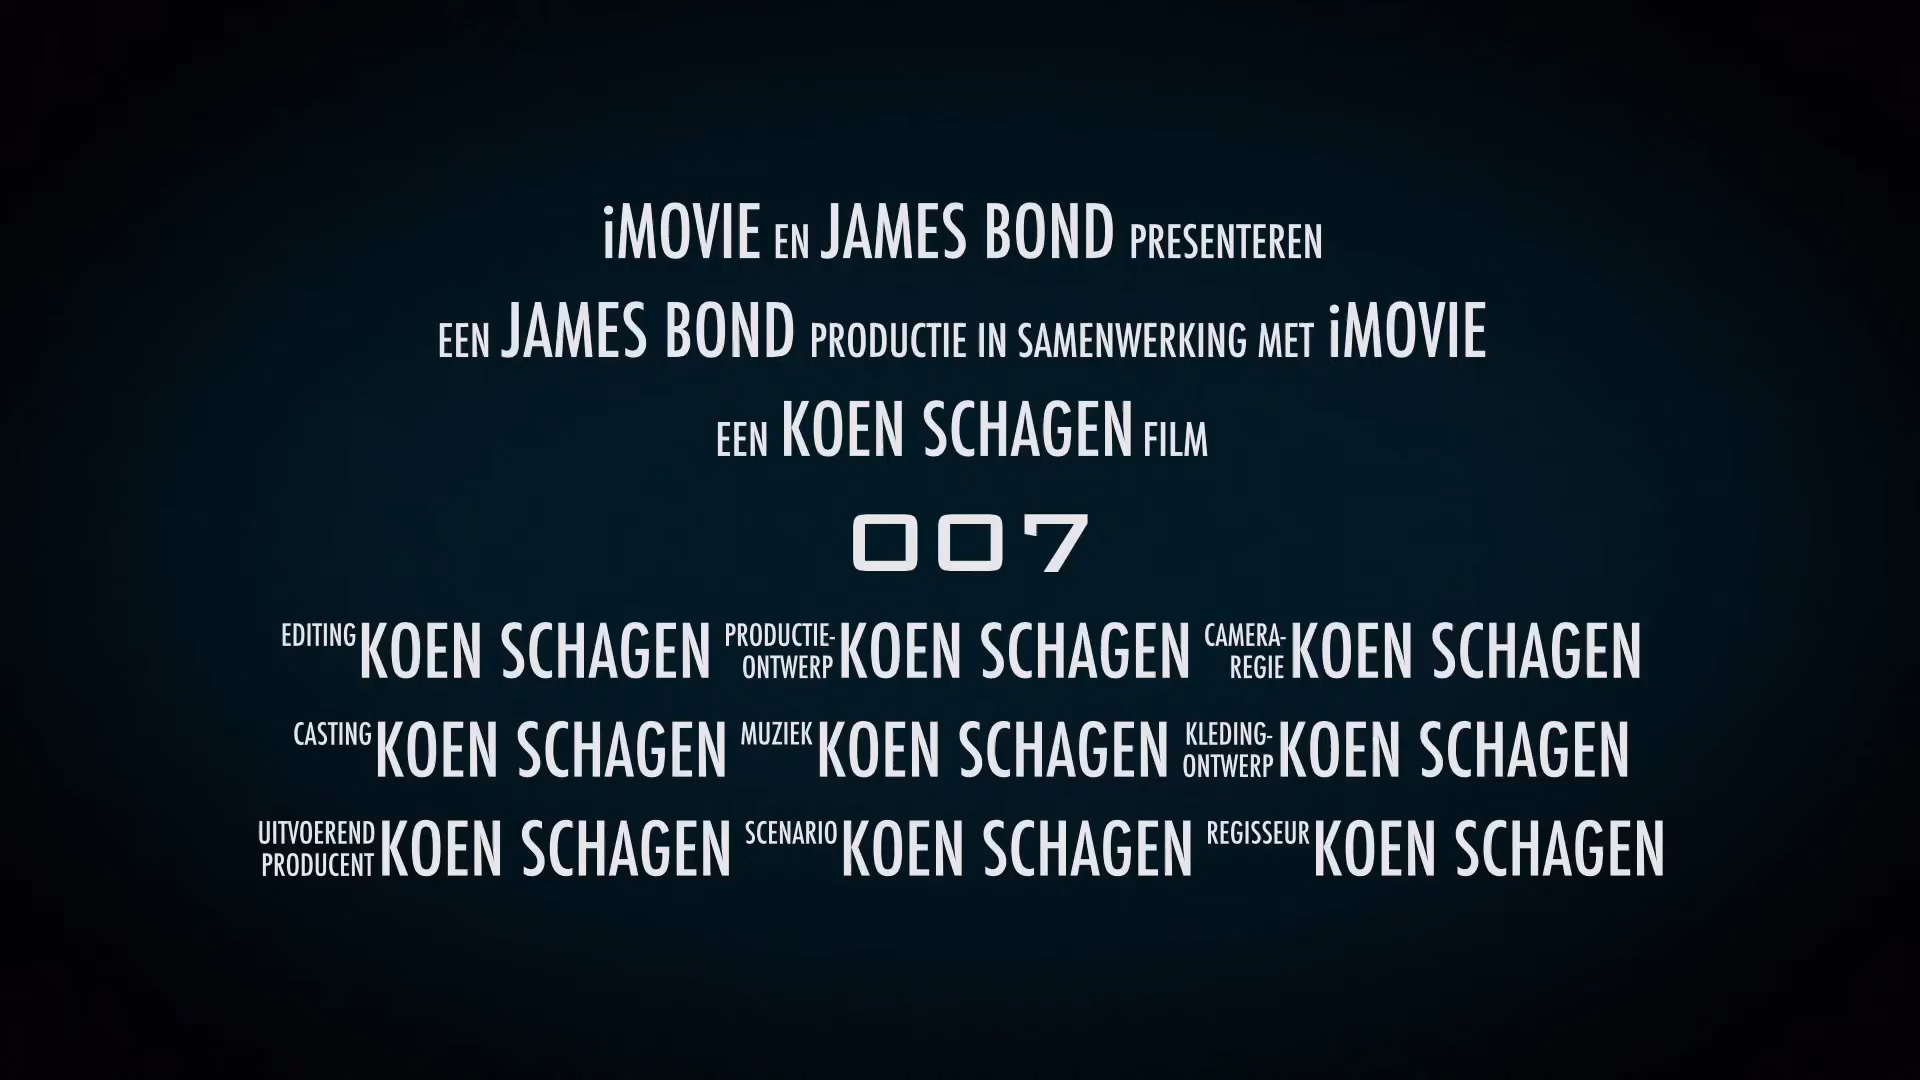 iMOVIE EN JAMES BOND PRESENTEREN
EEN JAMES BOND PRODUCTIE IN SAMENWERKING MET iMOVIE
EEN KOEN SCHAGEN FILM
007
EDITING KOEN SCHAGEN PRODUCTIE-ONTWERP KOEN SCHAGEN CAMERA-REGIE KOEN SCHAGEN
CASTING KOEN SCHAGEN MUZIEK KOEN SCHAGEN KLEDING-ONTWERP KOEN SCHAGEN
UITVOEREND PRODUCENT KOEN SCHAGEN SCENARIO KOEN SCHAGEN REGISSEUR KOEN SCHAGEN